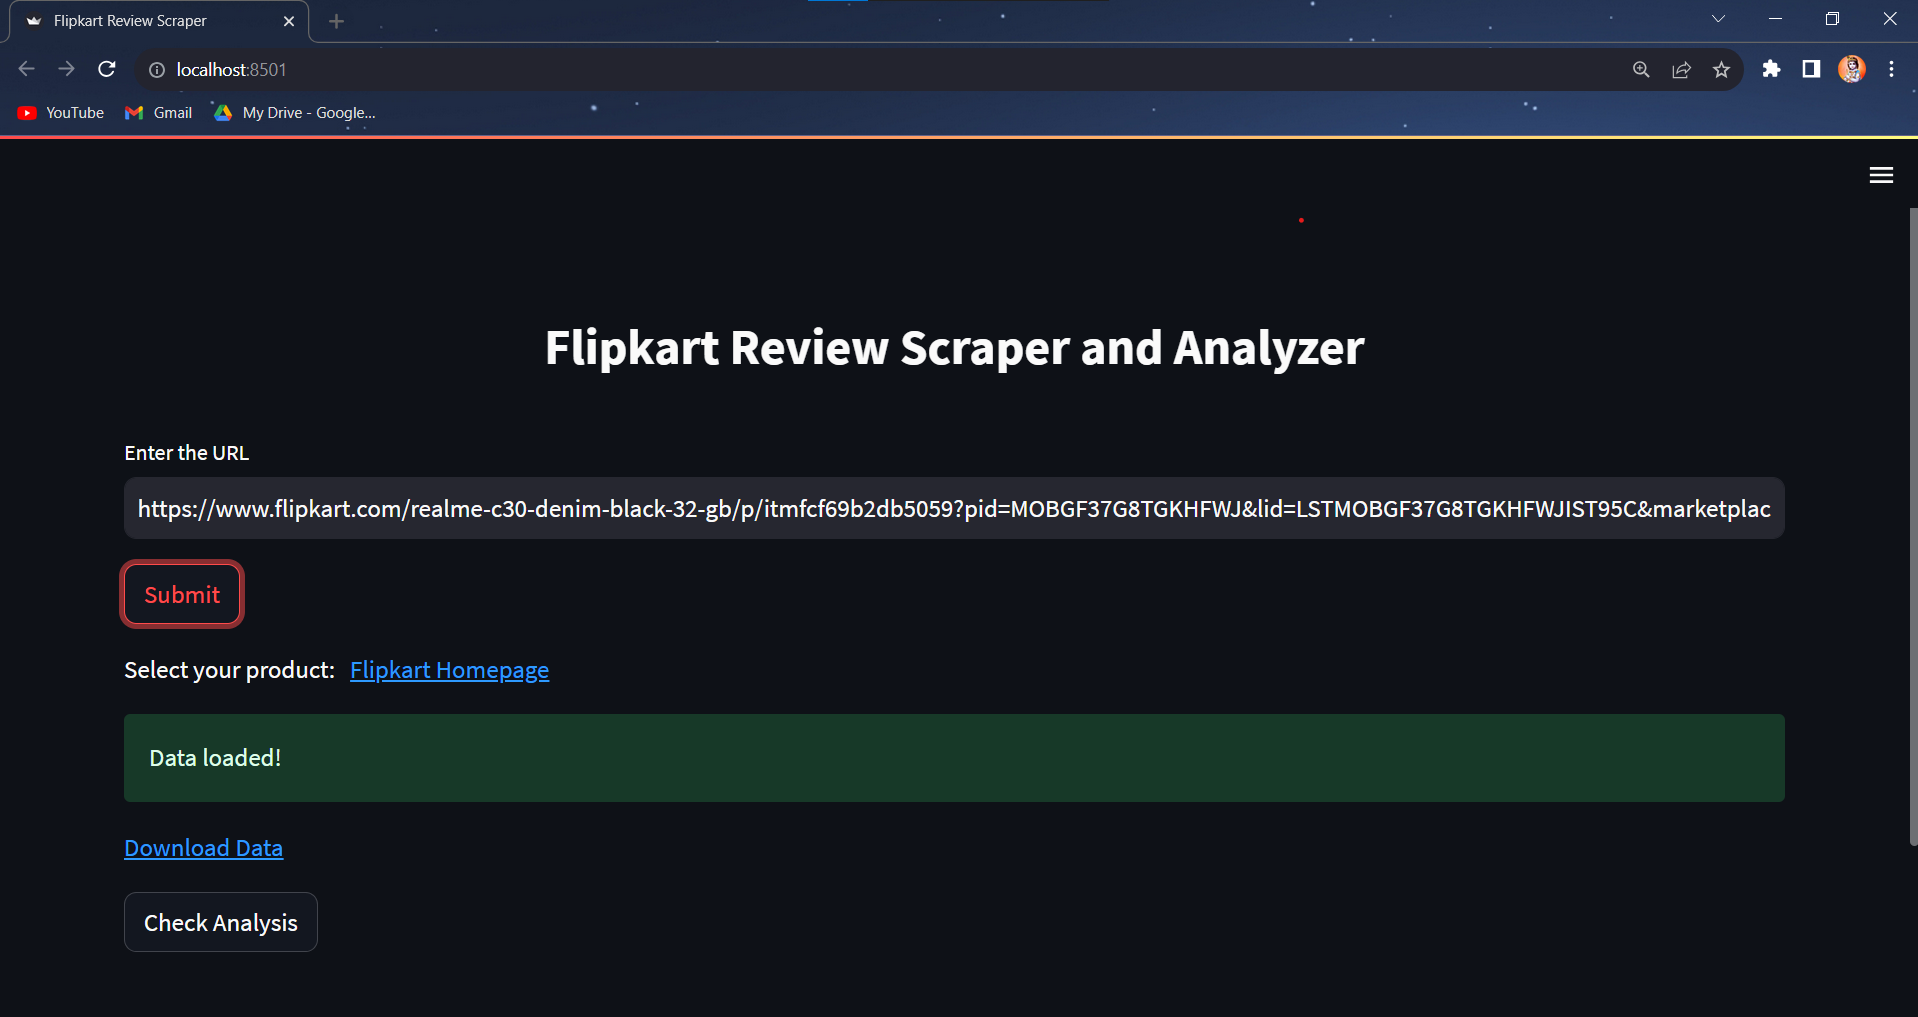 Flipkart Review Scraper
localhost:8501
YouTube Gmail My Drive - Google...
Flipkart Review Scraper and Analyzer
Enter the URL
https://www.flipkart.com/realme-c30-denim-black-32-gb/p/itmfcf69b2db5059?pid=MOBGF37G8TGKHFWJ&lid=LSTMOBGF37G8TGKHFWJIST95C&marketplac
Submit
Select your product: Flipkart Homepage
Data loaded!
Download Data
Check Analysis